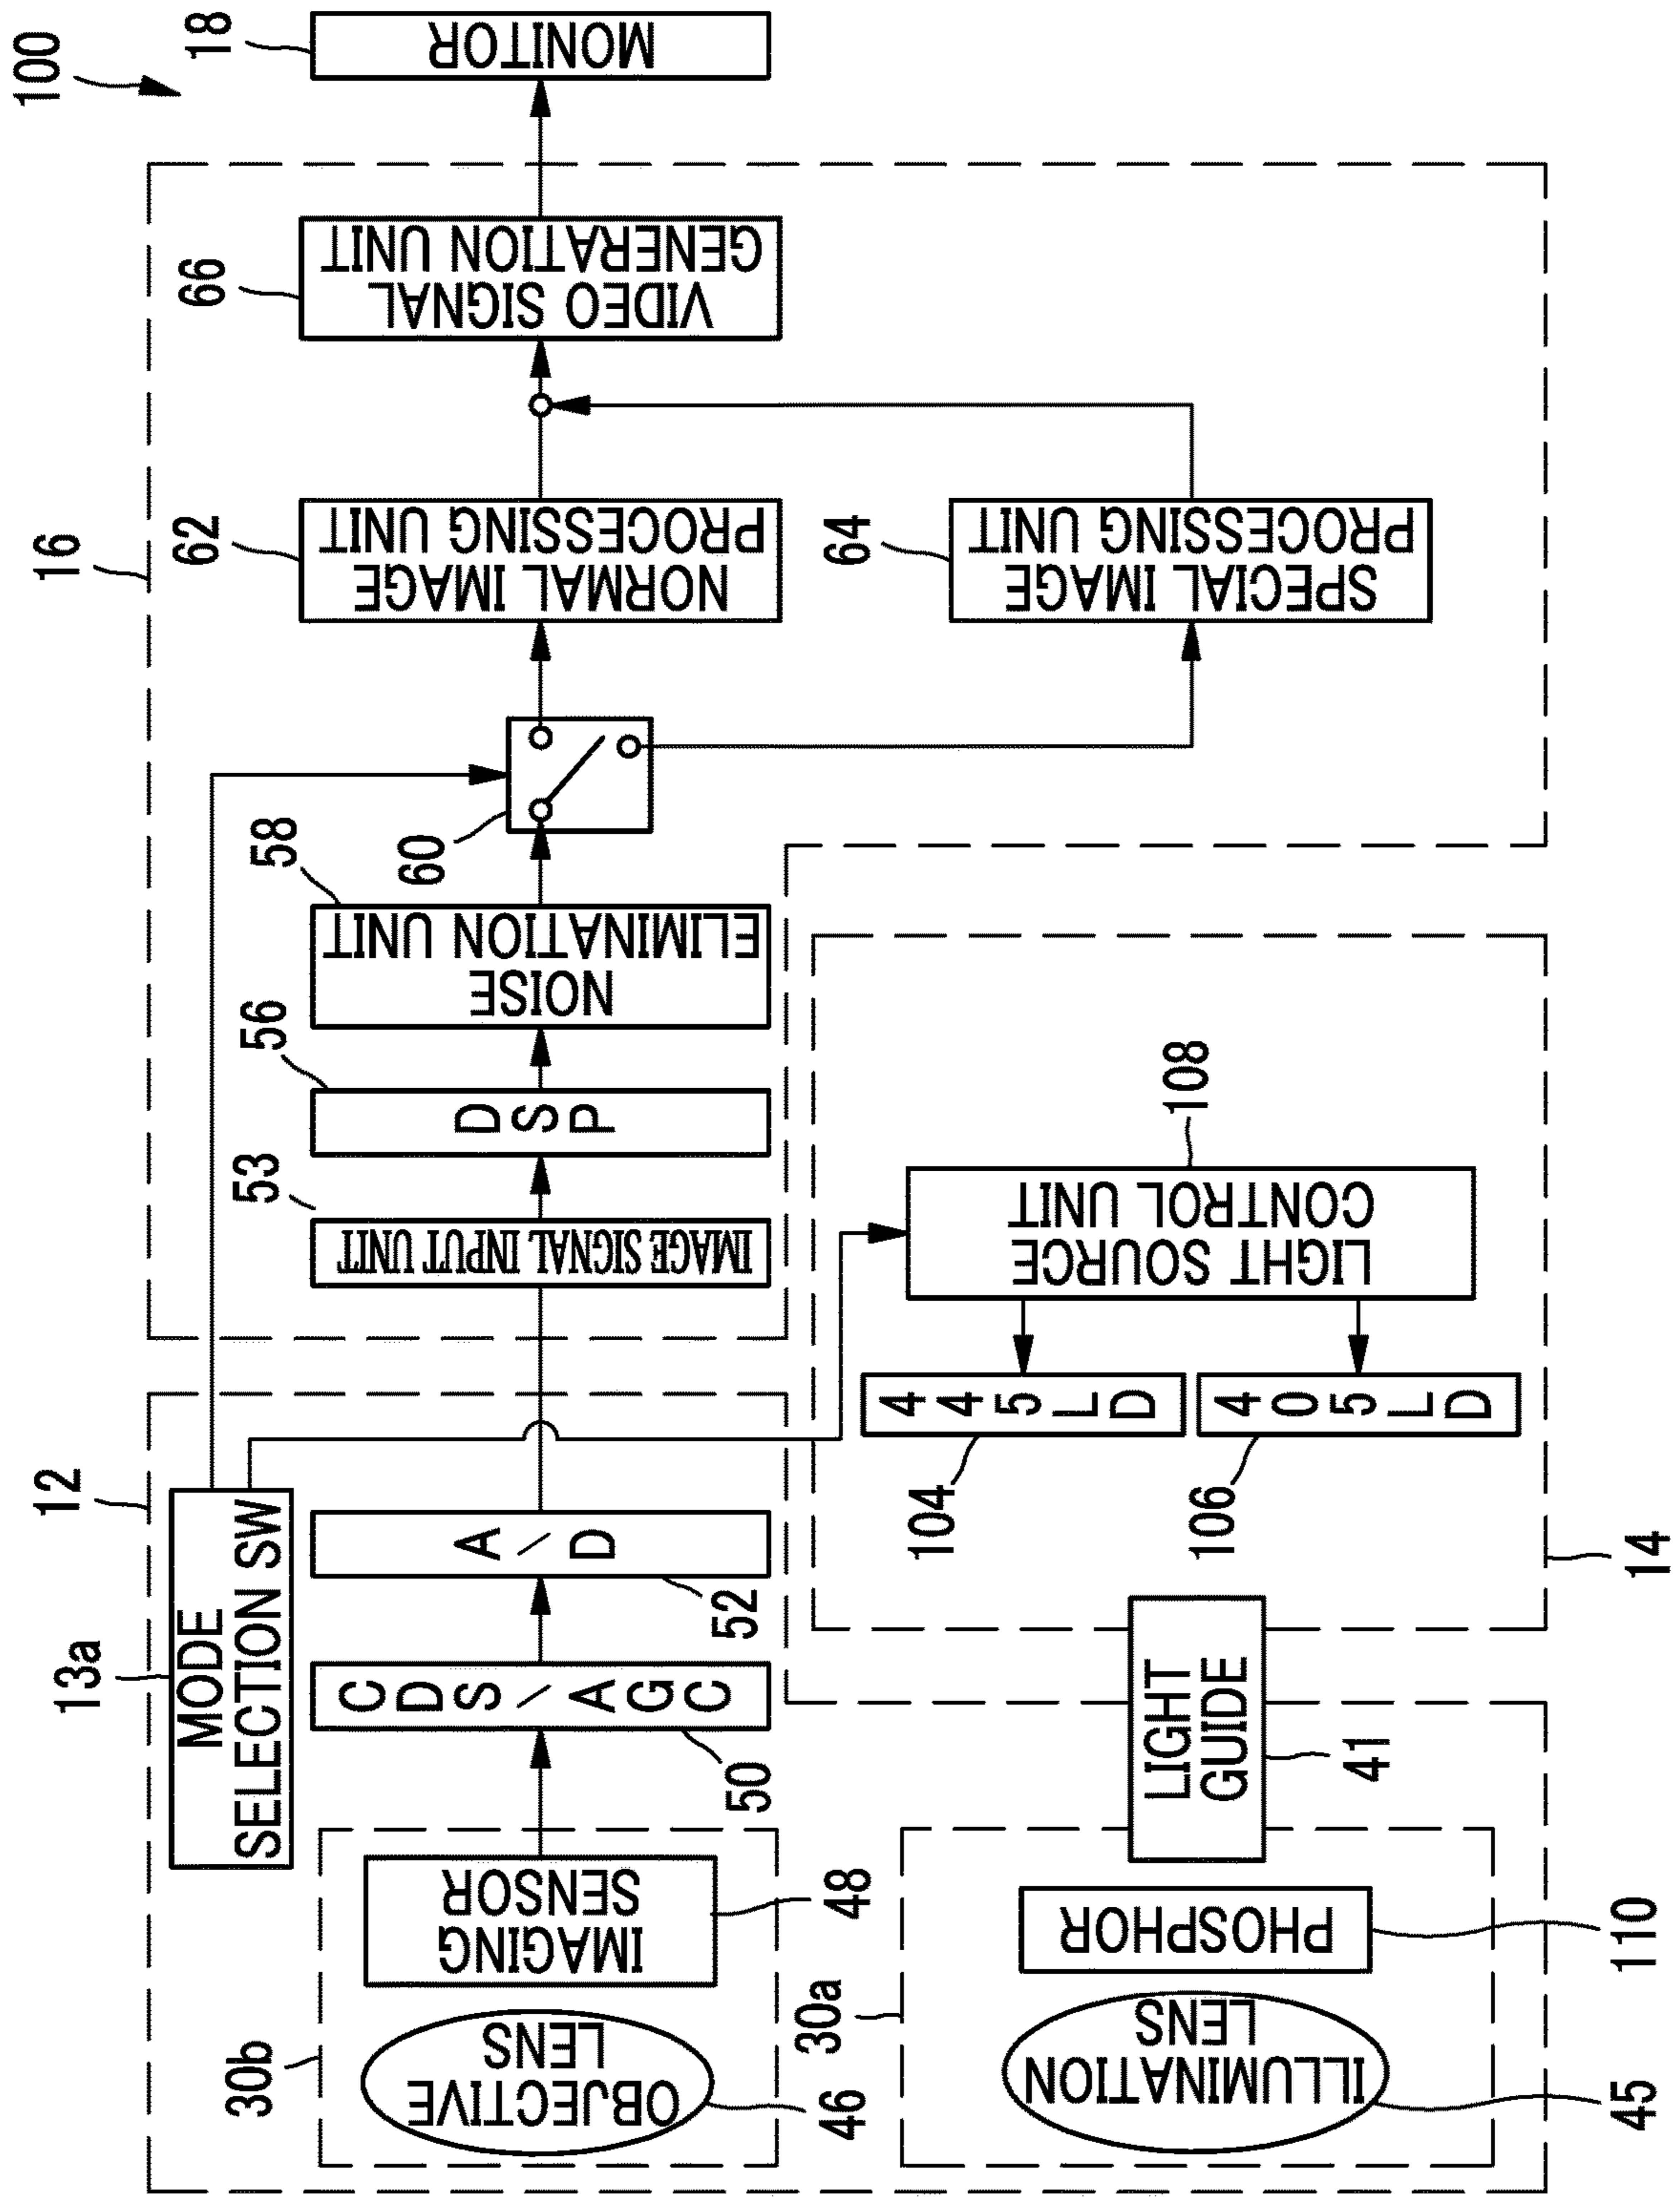 100
18
MONITOR
16
66
VIDEO SIGNAL
GENERATION UNIT
62
NORMAL IMAGE
PROCESSING UNIT
64
SPECIAL IMAGE
PROCESSING UNIT
60
58
NOISE
ELIMINATION UNIT
56
DSP
53
IMAGE SIGNAL INPUT UNIT
108
LIGHT SOURCE
CONTROL UNIT
445LD
405LD
104
106
14
12
13a
MODE
SELECTION SW
A/D
52
CDS/AGC
50
LIGHT
GUIDE
41
IMAGING
SENSOR
48
PHOSPHOR
110
30b
OBJECTIVE
LENS
46
30a
ILLUMINATION
LENS
45